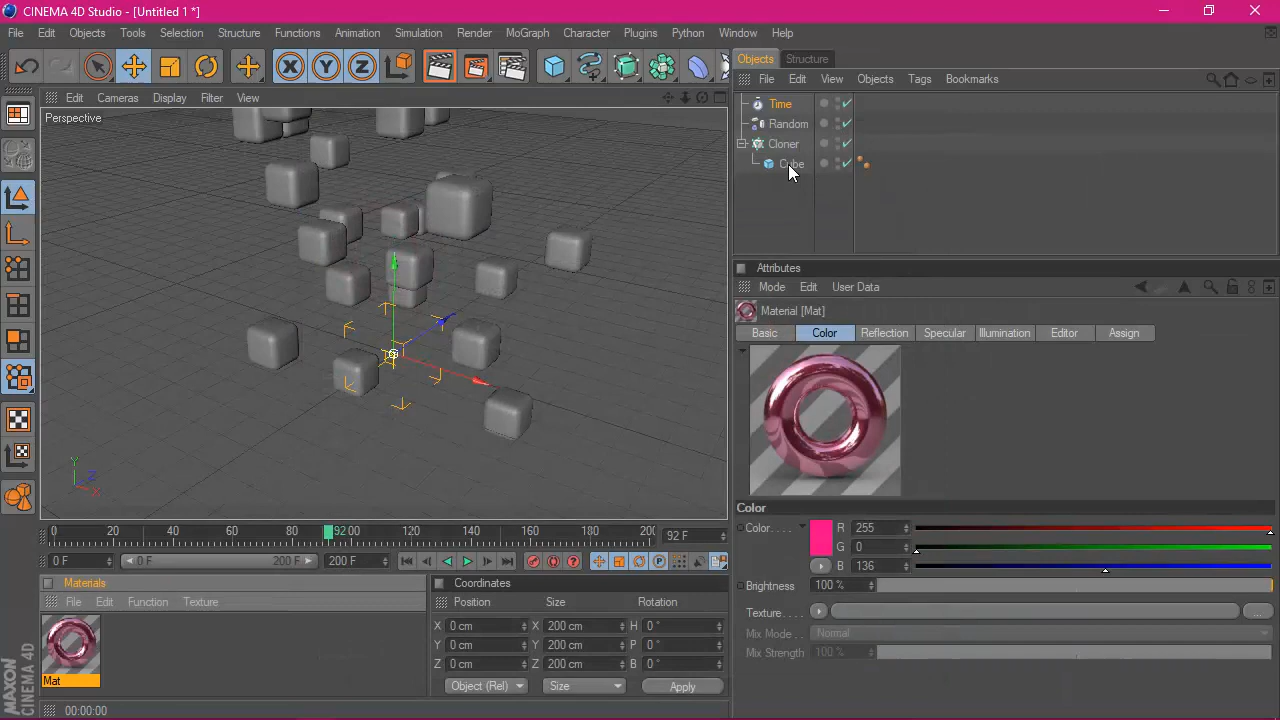 CINEMA 4D Studio - [Untitled 1 *]
File Edit Objects Tools Selection Structure Functions Animation Simulation Render MoGraph Character Plugins Python Window Help
Objects Structure
File Edit View Objects Tags Bookmarks
Edit Cameras Display Filter View
Perspective
Time
Random
Cloner
Cube
Attributes
Mode Edit User Data
Material [Mat]
Basic Color Reflection Specular Illumination Editor Assign
Color
Color. . . . R 255
G 0
B 136
Brightness 100 %
Texture. . . . ...
Mix Mode . . Normal
Mix Strength 100 %
Y Z X
0 20 40 60 80 92 00 120 140 160 180 200 92 F
0 F 0 F 200 F 200 F
Materials
File Edit Function Texture
Mat
Coordinates
Position Size Rotation
X 0 cm X 200 cm H 0 °
Y 0 cm Y 200 cm P 0 °
Z 0 cm Z 200 cm B 0 °
Object (Rel) Size Apply
MAXON CINEMA 4D
00:00:00